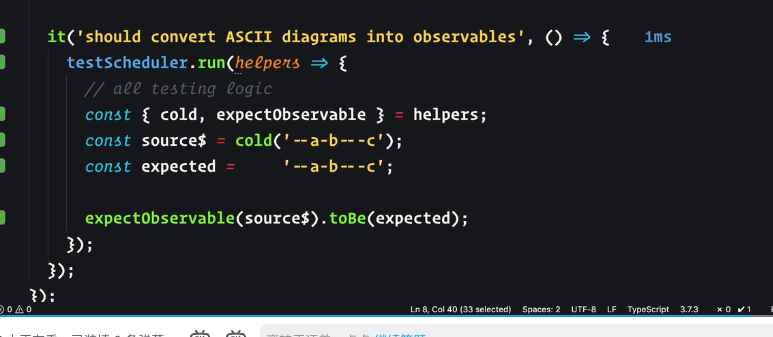 it('should convert ASCII diagrams into observables', () => { 1ms
testScheduler.run(helpers => {
// all testing logic
const { cold, expectObservable } = helpers;
const source$ = cold('--a-b---c');
const expected = '--a-b---c';
expectObservable(source$).toBe(expected);
});
});
});
0 0 Ln 8, Col 40 (33 selected) Spaces: 2 UTF-8 LF TypeScript 3.7.3 × 0 ✔ 1